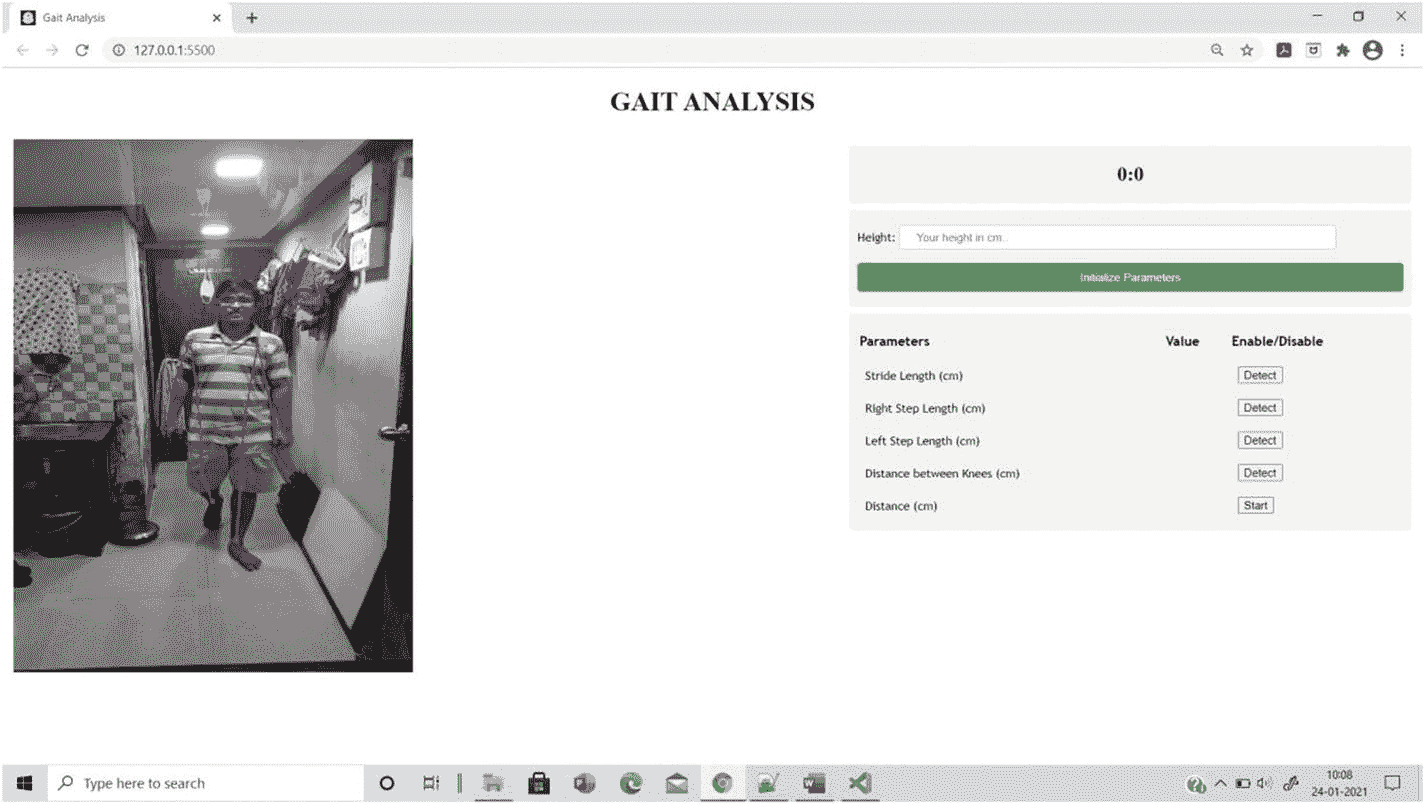 Gait Analysis
127.0.0.1:5500
GAIT ANALYSIS
0:0
Height: Your height in cm..
Initialize Parameters
Parameters Value Enable/Disable
Stride Length (cm) Detect
Right Step Length (cm) Detect
Left Step Length (cm) Detect
Distance between Knees (cm) Detect
Distance (cm) Start
Type here to search
10:08
24-01-2021